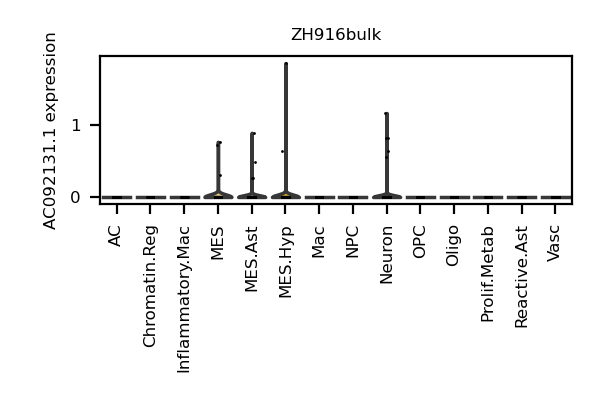 ZH916bulk
AC092131.1 expression
1
0
AC
Chromatin.Reg
Inflammatory.Mac
MES
MES.Ast
MES.Hyp
Mac
NPC
Neuron
OPC
Oligo
Prolif.Metab
Reactive.Ast
Vasc